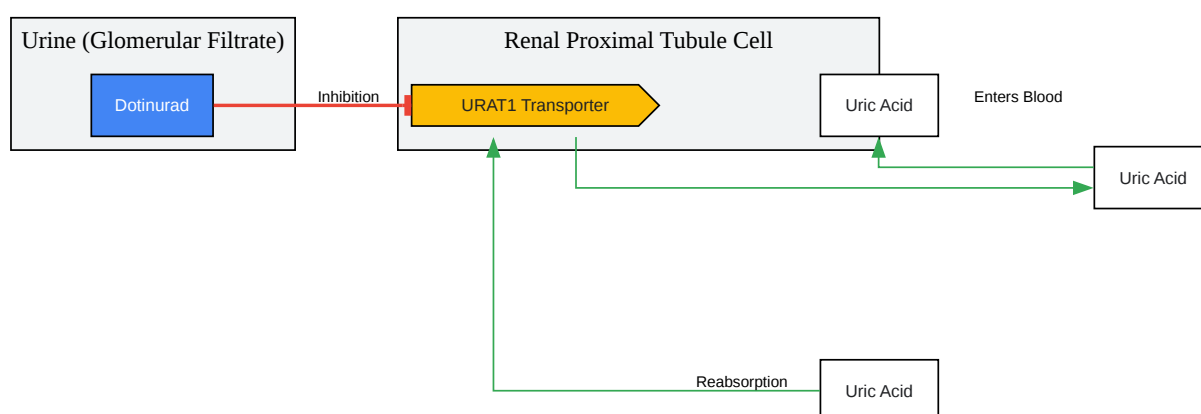 Urine (Glomerular Filtrate)
Renal Proximal Tubule Cell
Dotinurad
Inhibition
URAT1 Transporter
Uric Acid
Enters Blood
Uric Acid
Reabsorption
Uric Acid